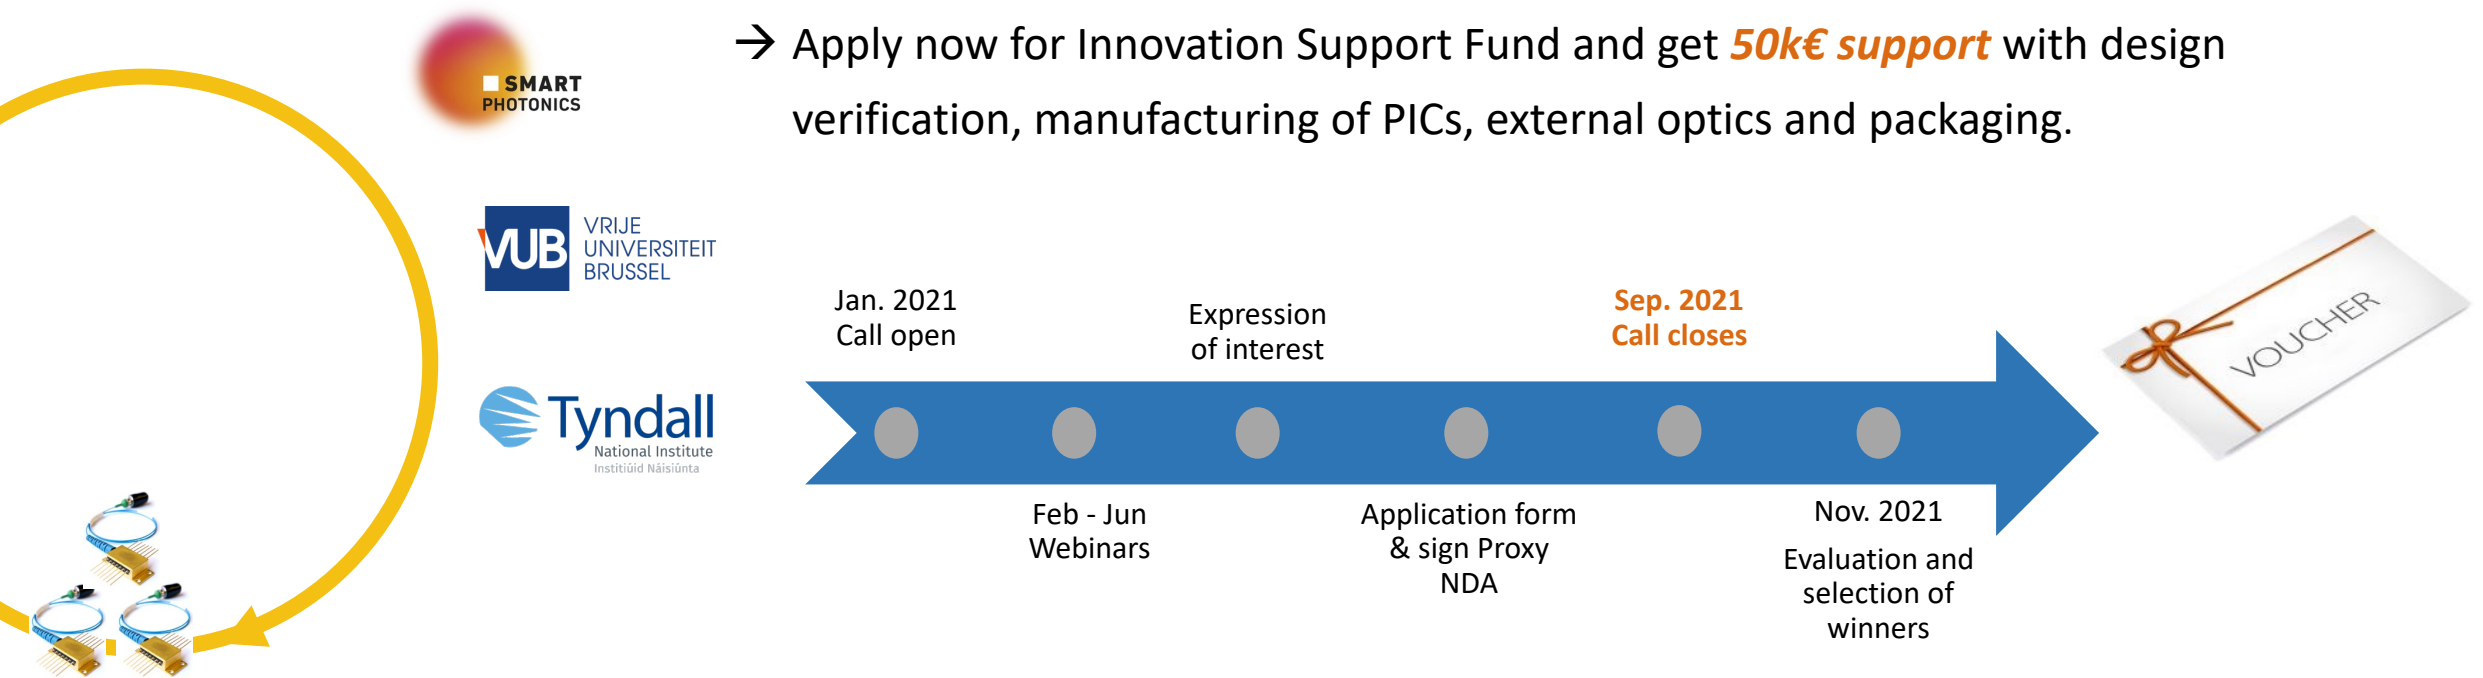 → Apply now for Innovation Support Fund and get 50k€ support with design
verification, manufacturing of PICs, external optics and packaging.
SMART
PHOTONICS
VUB
VRIJE
UNIVERSITEIT
BRUSSEL
Tyndall
National Institute
Institiúid Náisiúnta
Jan. 2021
Call open
Feb - Jun
Webinars
Expression
of interest
Application form
& sign Proxy
NDA
Sep. 2021
Call closes
Nov. 2021
Evaluation and
selection of
winners
VOUCHER